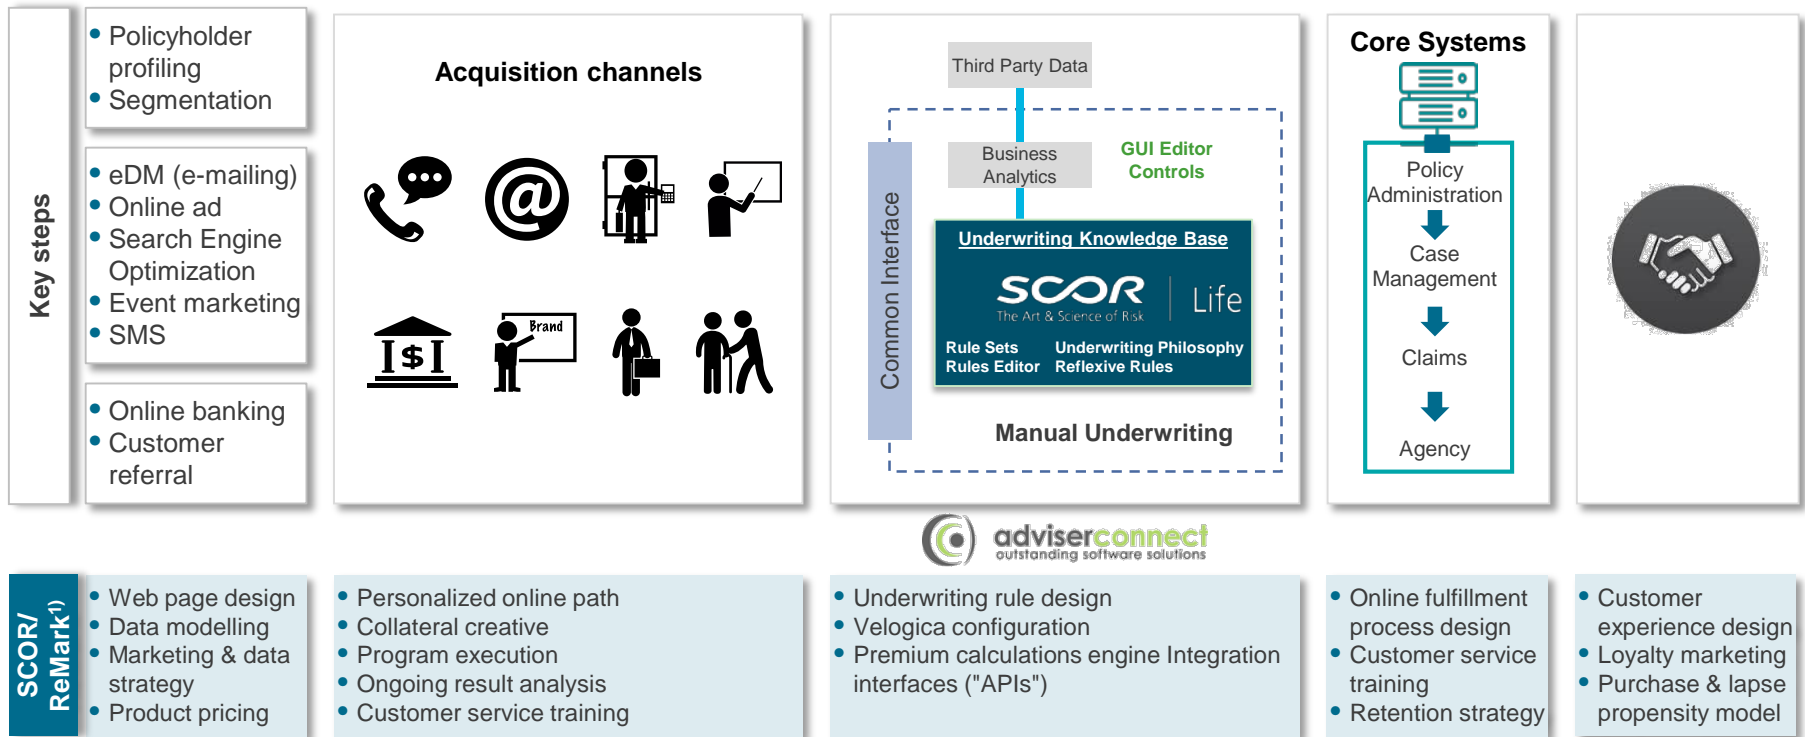 Key steps
• Policyholder
profiling
• Segmentation
• eDM (e-mailing)
• Online ad
• Search Engine
Optimization
• Event marketing
• SMS
• Online banking
• Customer
referral
Acquisition channels
$
Brand
Third Party Data
Business
Analytics
GUI Editor
Controls
Common Interface
Underwriting Knowledge Base
SCOR
The Art & Science of Risk
Life
Rule Sets
Underwriting Philosophy
Rules Editor
Reflexive Rules
Manual Underwriting
Core Systems
Policy
Administration
Case
Management
Claims
Agency
adviserconnect
outstanding software solutions
SCOR/
ReMark1)
• Web page design
• Data modelling
• Marketing & data
strategy
• Product pricing
• Personalized online path
• Collateral creative
• Program execution
• Ongoing result analysis
• Customer service training
• Underwriting rule design
• Velogica configuration
• Premium calculations engine Integration
interfaces ("APIs")
• Online fulfillment
process design
• Customer service
training
• Retention strategy
• Customer
experience design
• Loyalty marketing
• Purchase & lapse
propensity model